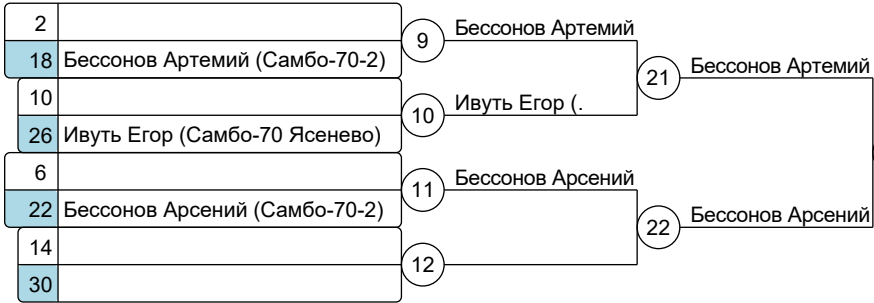 2
18 Бессонов Артемий (Самбо-70-2)
10
26 Ивуть Егор (Самбо-70 Ясенево)
6
22 Бессонов Арсений (Самбо-70-2)
14
30
9
Бессонов Артемий
10
Ивуть Егор (.
11
Бессонов Арсений
12
21
Бессонов Артемий
22
Бессонов Арсений